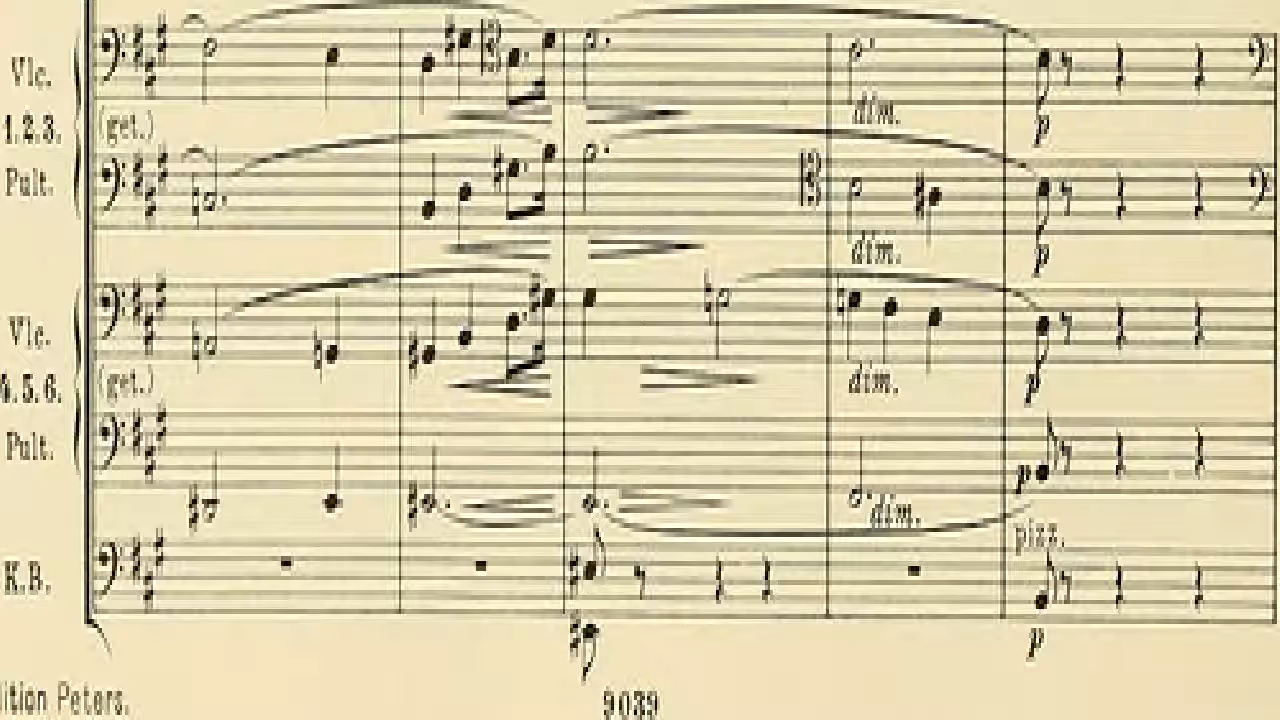 Vlc.
1.2.3.
(get.)
Pult.
dim.
p
dim.
p
Vlc.
4.5.6.
(get.)
Pult.
dim.
p
p
dim.
pizz.
K.B.
p
ition Peters.
9039